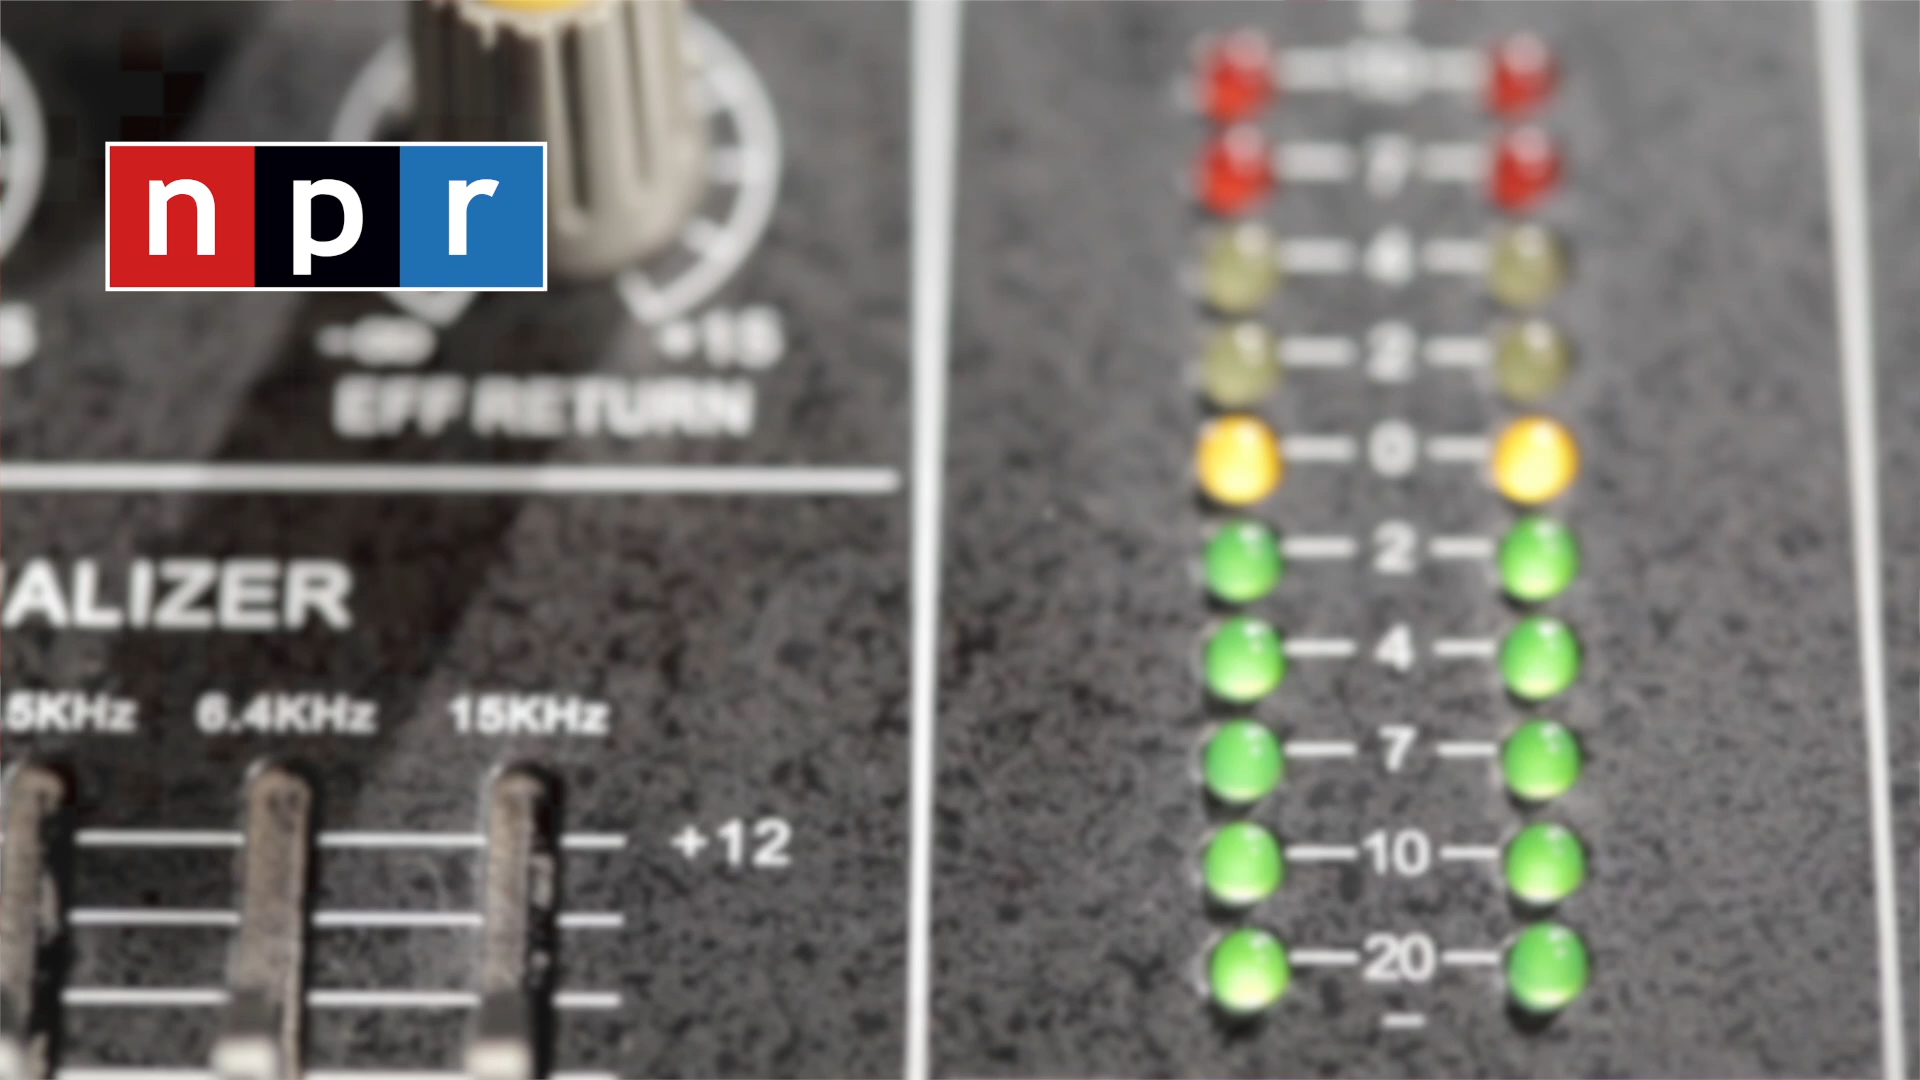 npr
+15
EFF RETURN
ALIZER
5KHz 6.4KHz 15KHz
+12
4
2
0
2
4
7
10
20